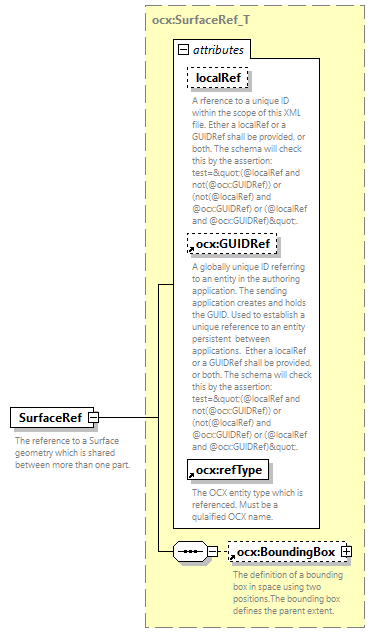 ocx:SurfaceRef_T
attributes
localRef
A rference to a unique ID
within the scope of this XML
file. Ether a localRef or a
GUIDRef shall be provided, or
both. The schema will check
this by the assertion:
test=&quot;(@localRef and
not(@ocx:GUIDRef)) or
(not(@localRef) and
@ocx:GUIDRef) or (@localRef
and @ocx:GUIDRef)&quot;.
ocx:GUIDRef
A globally unique ID referring
to an entity in the authoring
application. The sending
application creates and holds
the GUID. Used to establish a
unique reference to an entity
persistent  between
applications.  Ether a localRef
or a GUIDRef shall be provided,
or both. The schema will check
this by the assertion:
test=&quot;(@localRef and
not(@ocx:GUIDRef)) or
(not(@localRef) and
@ocx:GUIDRef) or (@localRef
and @ocx:GUIDRef)&quot;.
SurfaceRef
The reference to a Surface
geometry which is shared
between more than one part.
ocx:refType
The OCX entity type which is
referenced. Must be a
qulaified OCX name.
ocx:BoundingBox
The definition of a bounding
box in space using two
positions.The bounding box
defines the parent extent.